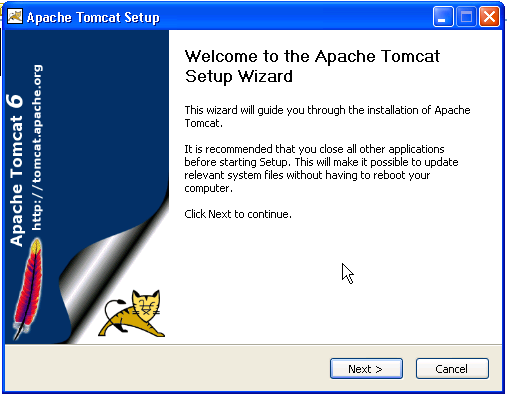 Apache Tomcat Setup
Apache Tomcat 6
http://tomcat.apache.org
Welcome to the Apache Tomcat
Setup Wizard
This wizard will guide you through the installation of Apache
Tomcat.
It is recommended that you close all other applications
before starting Setup. This will make it possible to update
relevant system files without having to reboot your
computer.
Click Next to continue.
Next >
Cancel